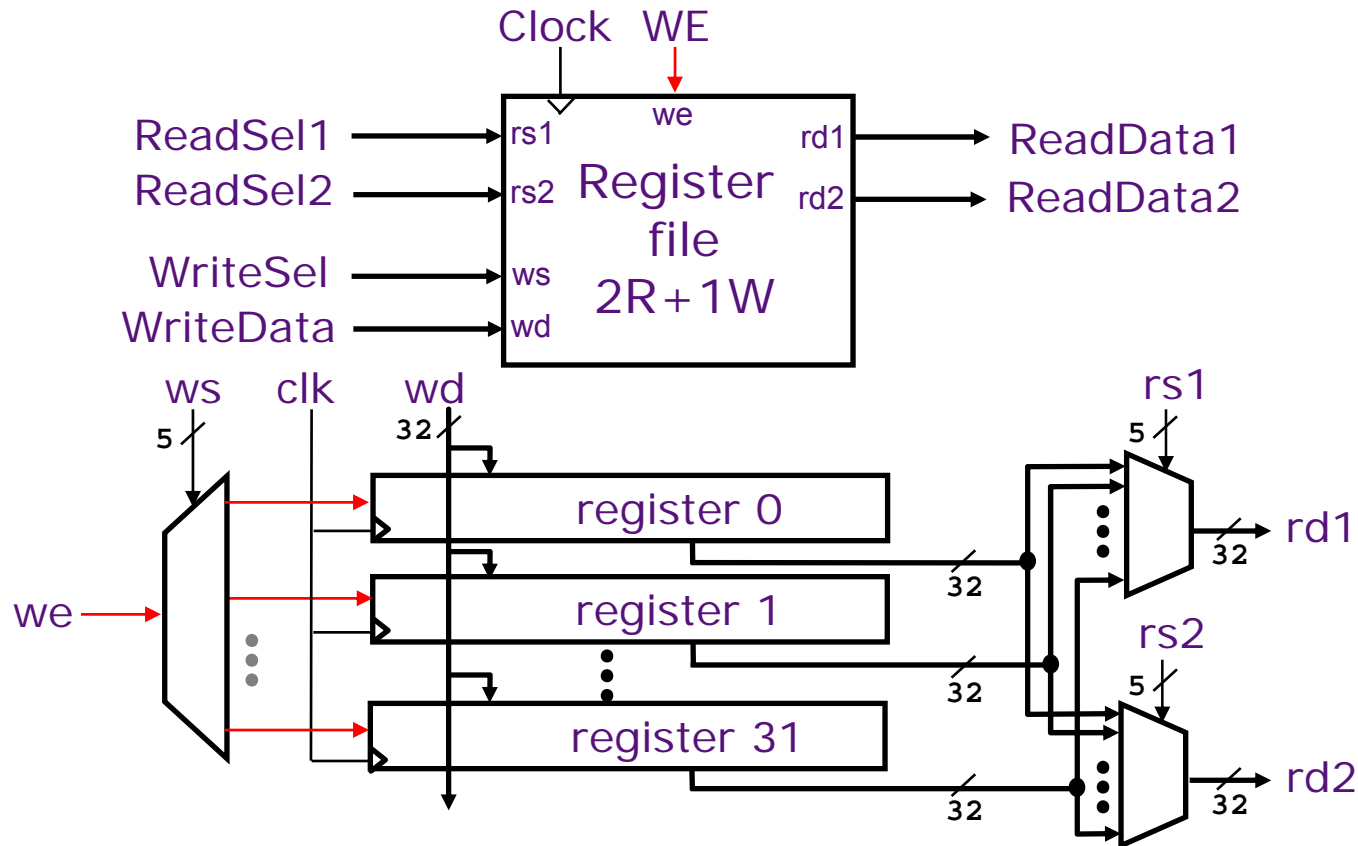 Clock WE
ReadSel1
ReadSel2
WriteSel
WriteData
rs1
rs2
ws
wd
we
Register
file
2R+1W
rd1
rd2
ReadData1
ReadData2
ws clk wd rs1
5 32 5
register 0
32
32 rd1
we
register 1
32
rs2
5
register 31
32
32 rd2